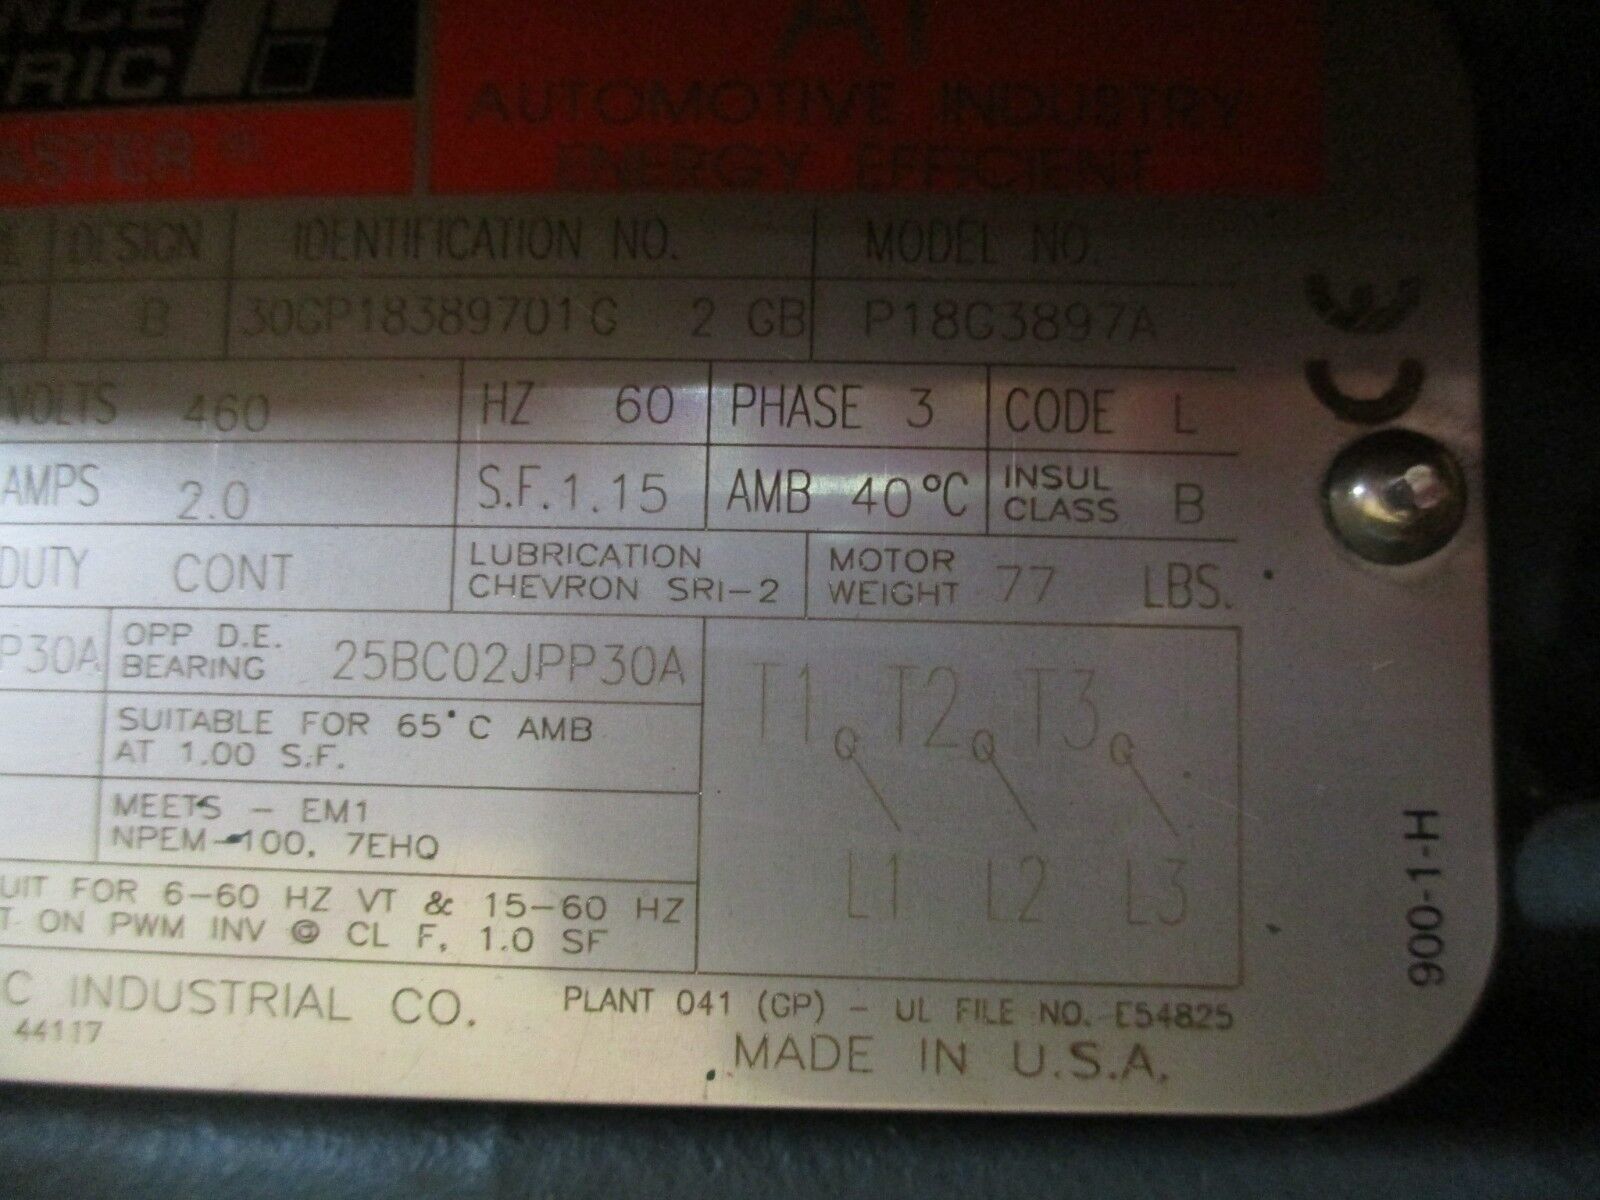 NCE
TRIC
ASTER ®
AI
AUTOMOTIVE INDUSTRY
ENERGY EFFICIENT
DESIGN IDENTIFICATION NO. MODEL NO.
B 30GP18389701G 2 GB P18G3897A
VOLTS 460 HZ 60 PHASE 3 CODE L
AMPS 2.0 S.F. 1.15 AMB 40°C INSUL CLASS B
DUTY CONT LUBRICATION CHEVRON SRI-2 MOTOR WEIGHT 77 LBS.
P30A OPP D.E. BEARING 25BC02JPP30A
SUITABLE FOR 65°C AMB
AT 1.00 S.F.
MEETS - EM1
NPEM-100, 7EHQ
UIT FOR 6-60 HZ VT & 15-60 HZ
T ON PWM INV @ CL F, 1.0 SF
T1 T2 T3
L1 L2 L3
C INDUSTRIAL CO. PLANT 041 (GP) - UL FILE NO. E54825
44117 MADE IN U.S.A.
CE
900-1-H